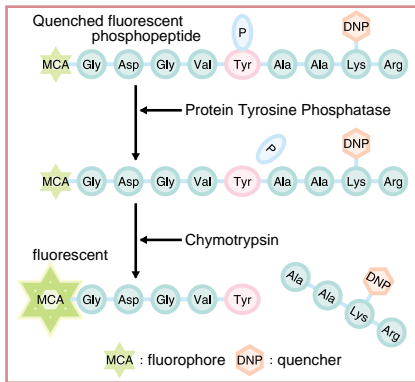 Quenched fluorescent
phosphopeptide
P
DNP
MCA Gly Asp Gly Val Tyr Ala Ala Lys Arg
Protein Tyrosine Phosphatase
P
DNP
MCA Gly Asp Gly Val Tyr Ala Ala Lys Arg
Chymotrypsin
fluorescent
MCA Gly Asp Gly Val Tyr
Ala Ala Lys Arg
DNP
MCA : fluorophore DNP : quencher